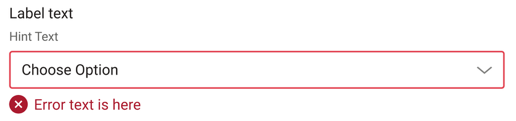 Label text
Hint Text
Choose Option
Error text is here